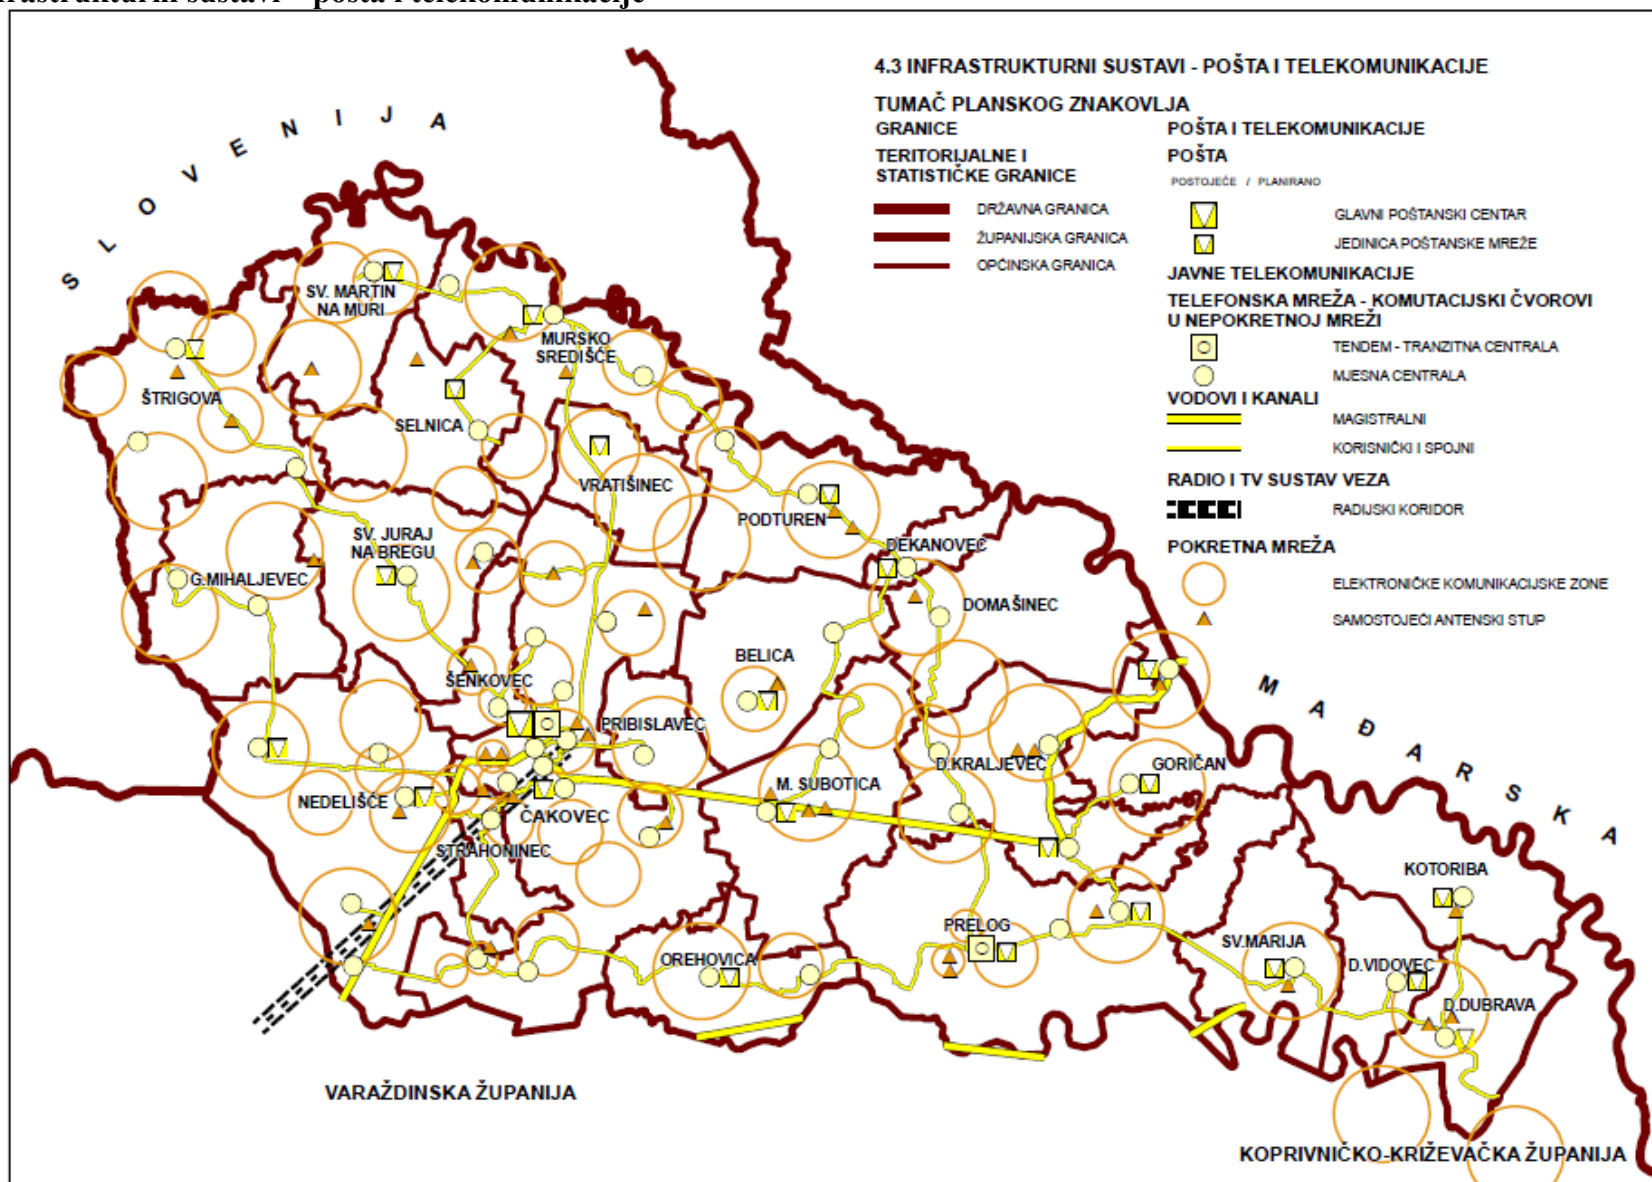 4.3 INFRASTRUKTURNI SUSTAVI - POŠTA I TELEKOMUNIKACIJE
TUMAČ PLANSKOG ZNAKOVLJA
GRANICE
TERITORIJALNE I
STATISTIČKE GRANICE
DRŽAVNA GRANICA
ŽUPANIJSKA GRANICA
OPĆINSKA GRANICA
POŠTA I TELEKOMUNIKACIJE
POŠTA
POSTOJEĆE / PLANIRANO
GLAVNI POŠTANSKI CENTAR
JEDINICA POŠTANSKE MREŽE
JAVNE TELEKOMUNIKACIJE
TELEFONSKA MREŽA - KOMUTACIJSKI ČVOROVI
U NEPOKRETNOJ MREŽI
TENDEM - TRANZITNA CENTRALA
MJESNA CENTRALA
VODOVI I KANALI
MAGISTRALNI
KORISNIČKI I SPOJNI
RADIO I TV SUSTAV VEZA
RADIJSKI KORIDOR
POKRETNA MREŽA
ELEKTRONIČKE KOMUNIKACIJSKE ZONE
SAMOSTOJEĆI ANTENSKI STUP
SLOVENIJA
SV. MARTIN
NA MURI
MURSKO
SREDIŠĆE
ŠTRIGOVA
SELNICA
VRATIŠINEC
PODTUREN
SV. JURAJ
NA BREGU
DEKANOVEC
G.MIHALJEVEC
DOMAŠINEC
BELICA
ŠENKOVEC
MAĐARSKA
PRIBISLAVEC
D.KRALJEVEC
GORIČAN
M. SUBOTICA
NEDELIŠĆE
ČAKOVEC
STRAHONINEC
KOTORIBA
PRELOG
SV.MARIJA
OREHOVICA
D.VIDOVEC
D.DUBRAVA
VARAŽDINSKA ŽUPANIJA
KOPRIVNIČKO-KRIŽEVAČKA ŽUPANIJA